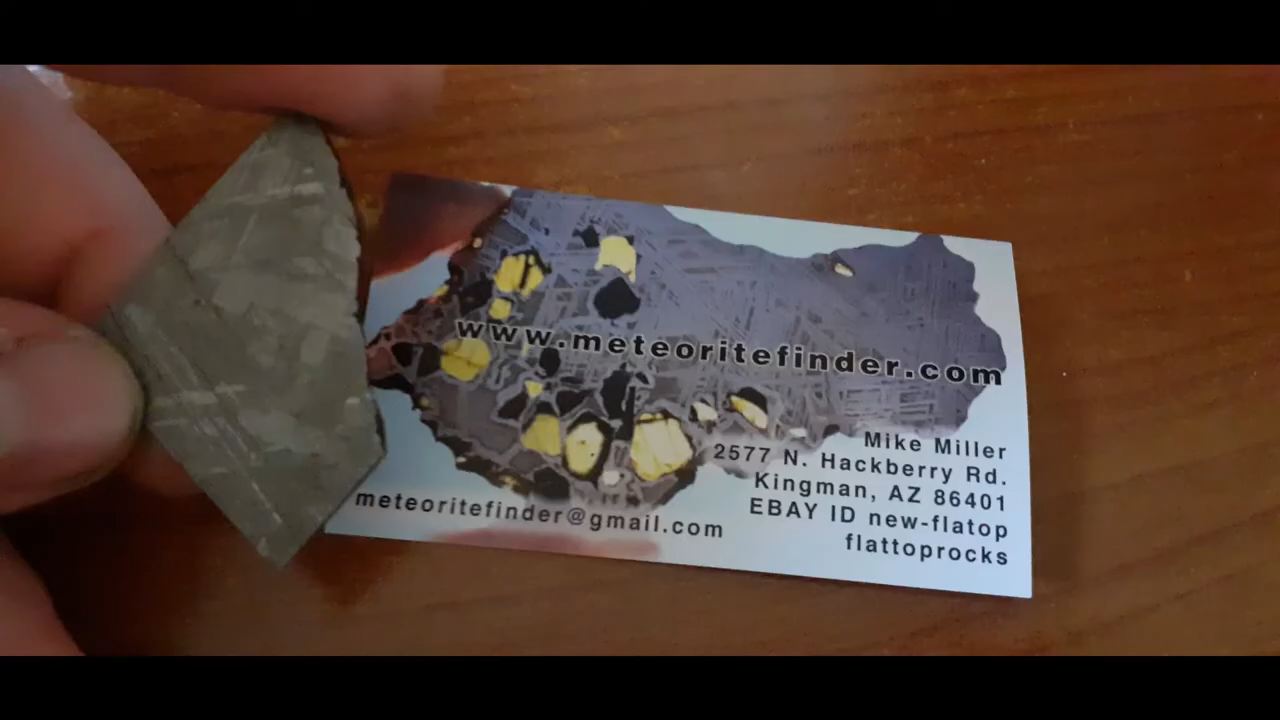 www.meteoritefinder.com
Mike Miller
2577 N. Hackberry Rd.
Kingman, AZ 86401
EBAY ID new-flatop
flattoprocks
meteoritefinder@gmail.com